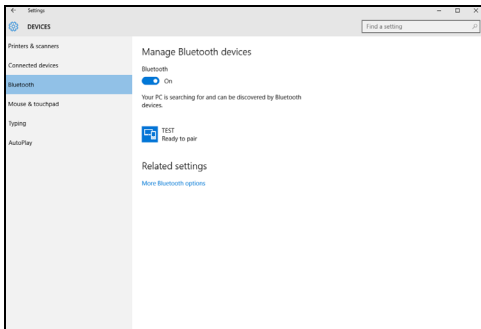 Settings
DEVICES
Find a setting
Printers & scanners
Connected devices
Bluetooth
Mouse & touchpad
Typing
AutoPlay
Manage Bluetooth devices
Bluetooth
On
Your PC is searching for and can be discovered by Bluetooth
devices.
TEST
Ready to pair
Related settings
More Bluetooth options